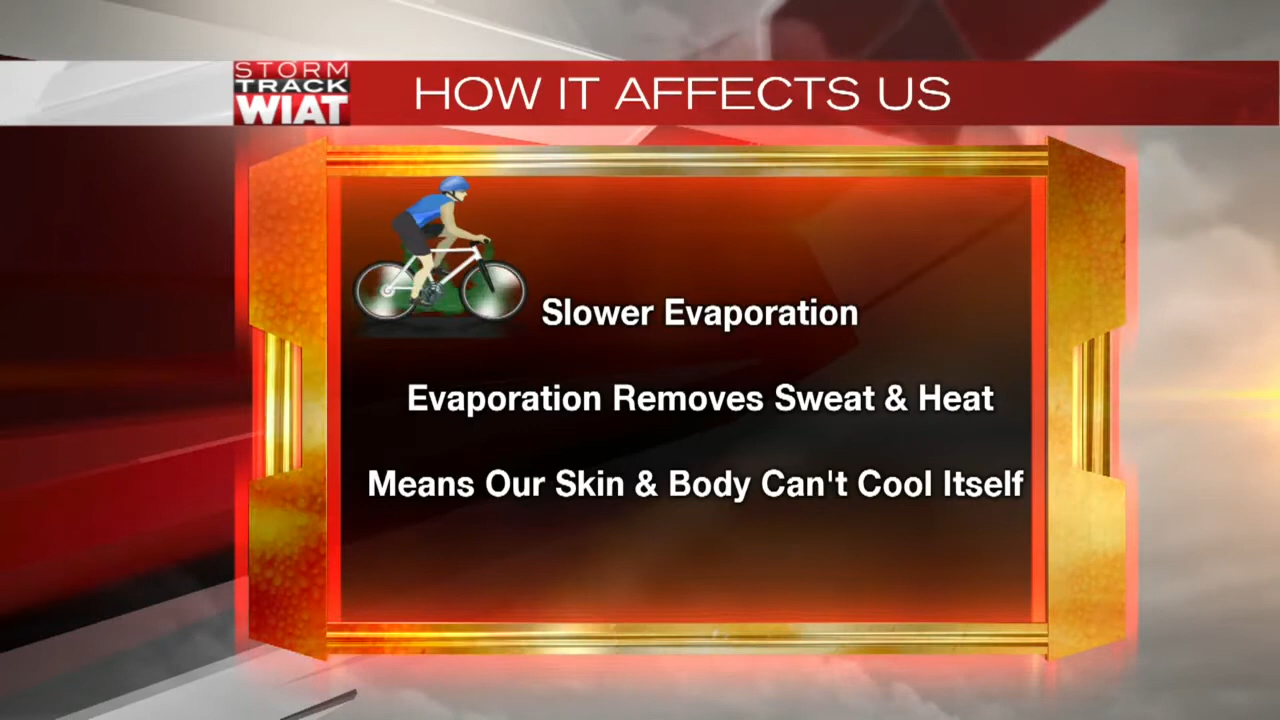 STORM
TRACK
WIAT
HOW IT AFFECTS US
Slower Evaporation
Evaporation Removes Sweat & Heat
Means Our Skin & Body Can't Cool Itself